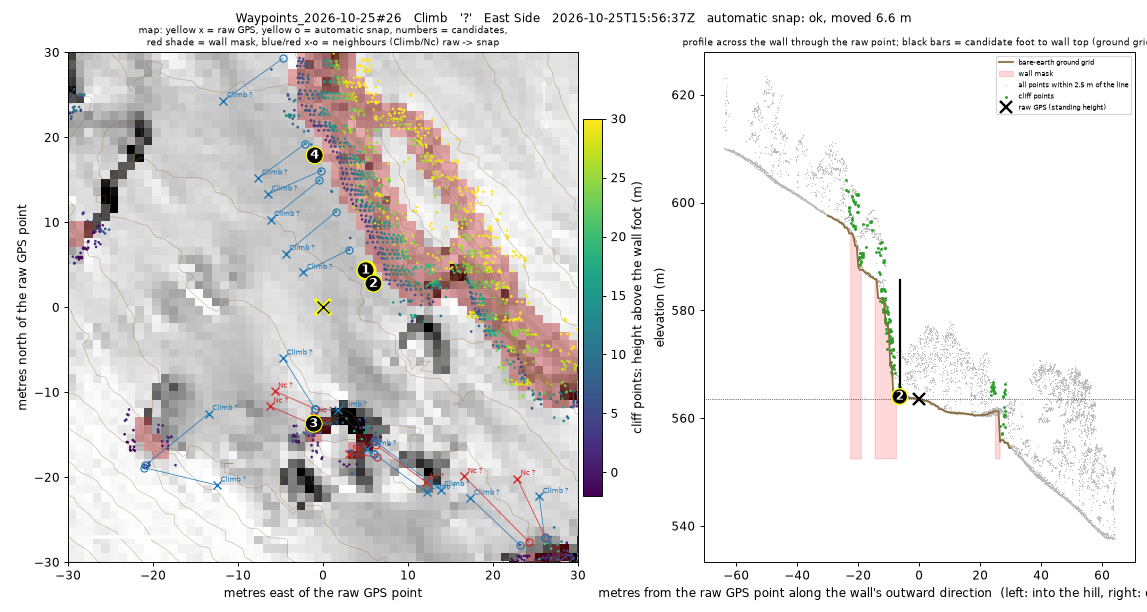 Waypoints_2026-10-25#26 Climb '?' East Side 2026-10-25T15:56:37Z automatic snap: ok, moved 6.6 m
map: yellow x = raw GPS, yellow o = automatic snap, numbers = candidates,
red shade = wall mask, blue/red x-o = neighbours (Climb/Nc) raw -> snap
profile across the wall through the raw point; black bars = candidate foot to wall top (ground gri
30
20
10
0
−10
−20
−30
−30
−20
−10
0
10
20
30
metres north of the raw GPS point
metres east of the raw GPS point
Climb ?
Climb ?
Climb ?
Climb ?
Climb ?
Climb ?
Climb ?
Nc ?
Nc ?
Climb ?
Climb ?
Climb ?
Nc ?
Nc ?
Climb ?
Climb ?
4
1
2
3
30
25
20
15
10
5
0
cliff points: height above the wall foot (m)
620
600
580
560
540
elevation (m)
−60
−40
−20
0
20
40
60
bare-earth ground grid
wall mask
all points within 2.5 m of the line
cliff points
raw GPS (standing height)
2
metres from the raw GPS point along the wall's outward direction (left: into the hill, right: